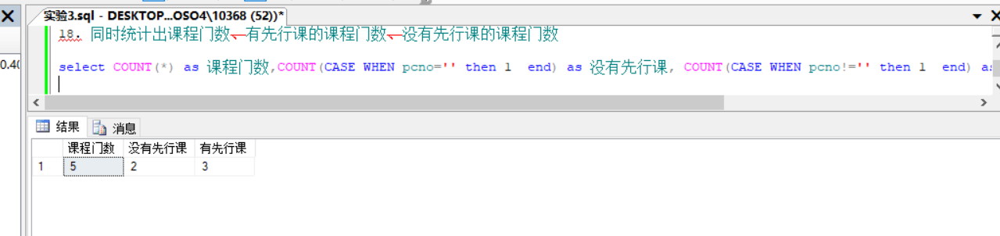 实验3.sql - DESKTOP...OSO4\10368 (52))*
18. 同时统计出课程门数、有先行课的课程门数、没有先行课的课程门数
0.40
select COUNT(*) as 课程门数,COUNT(CASE WHEN pcno='' then 1 end) as 没有先行课, COUNT(CASE WHEN pcno!='' then 1 end) as
结果 消息
课程门数 没有先行课 有先行课
1 5 2 3